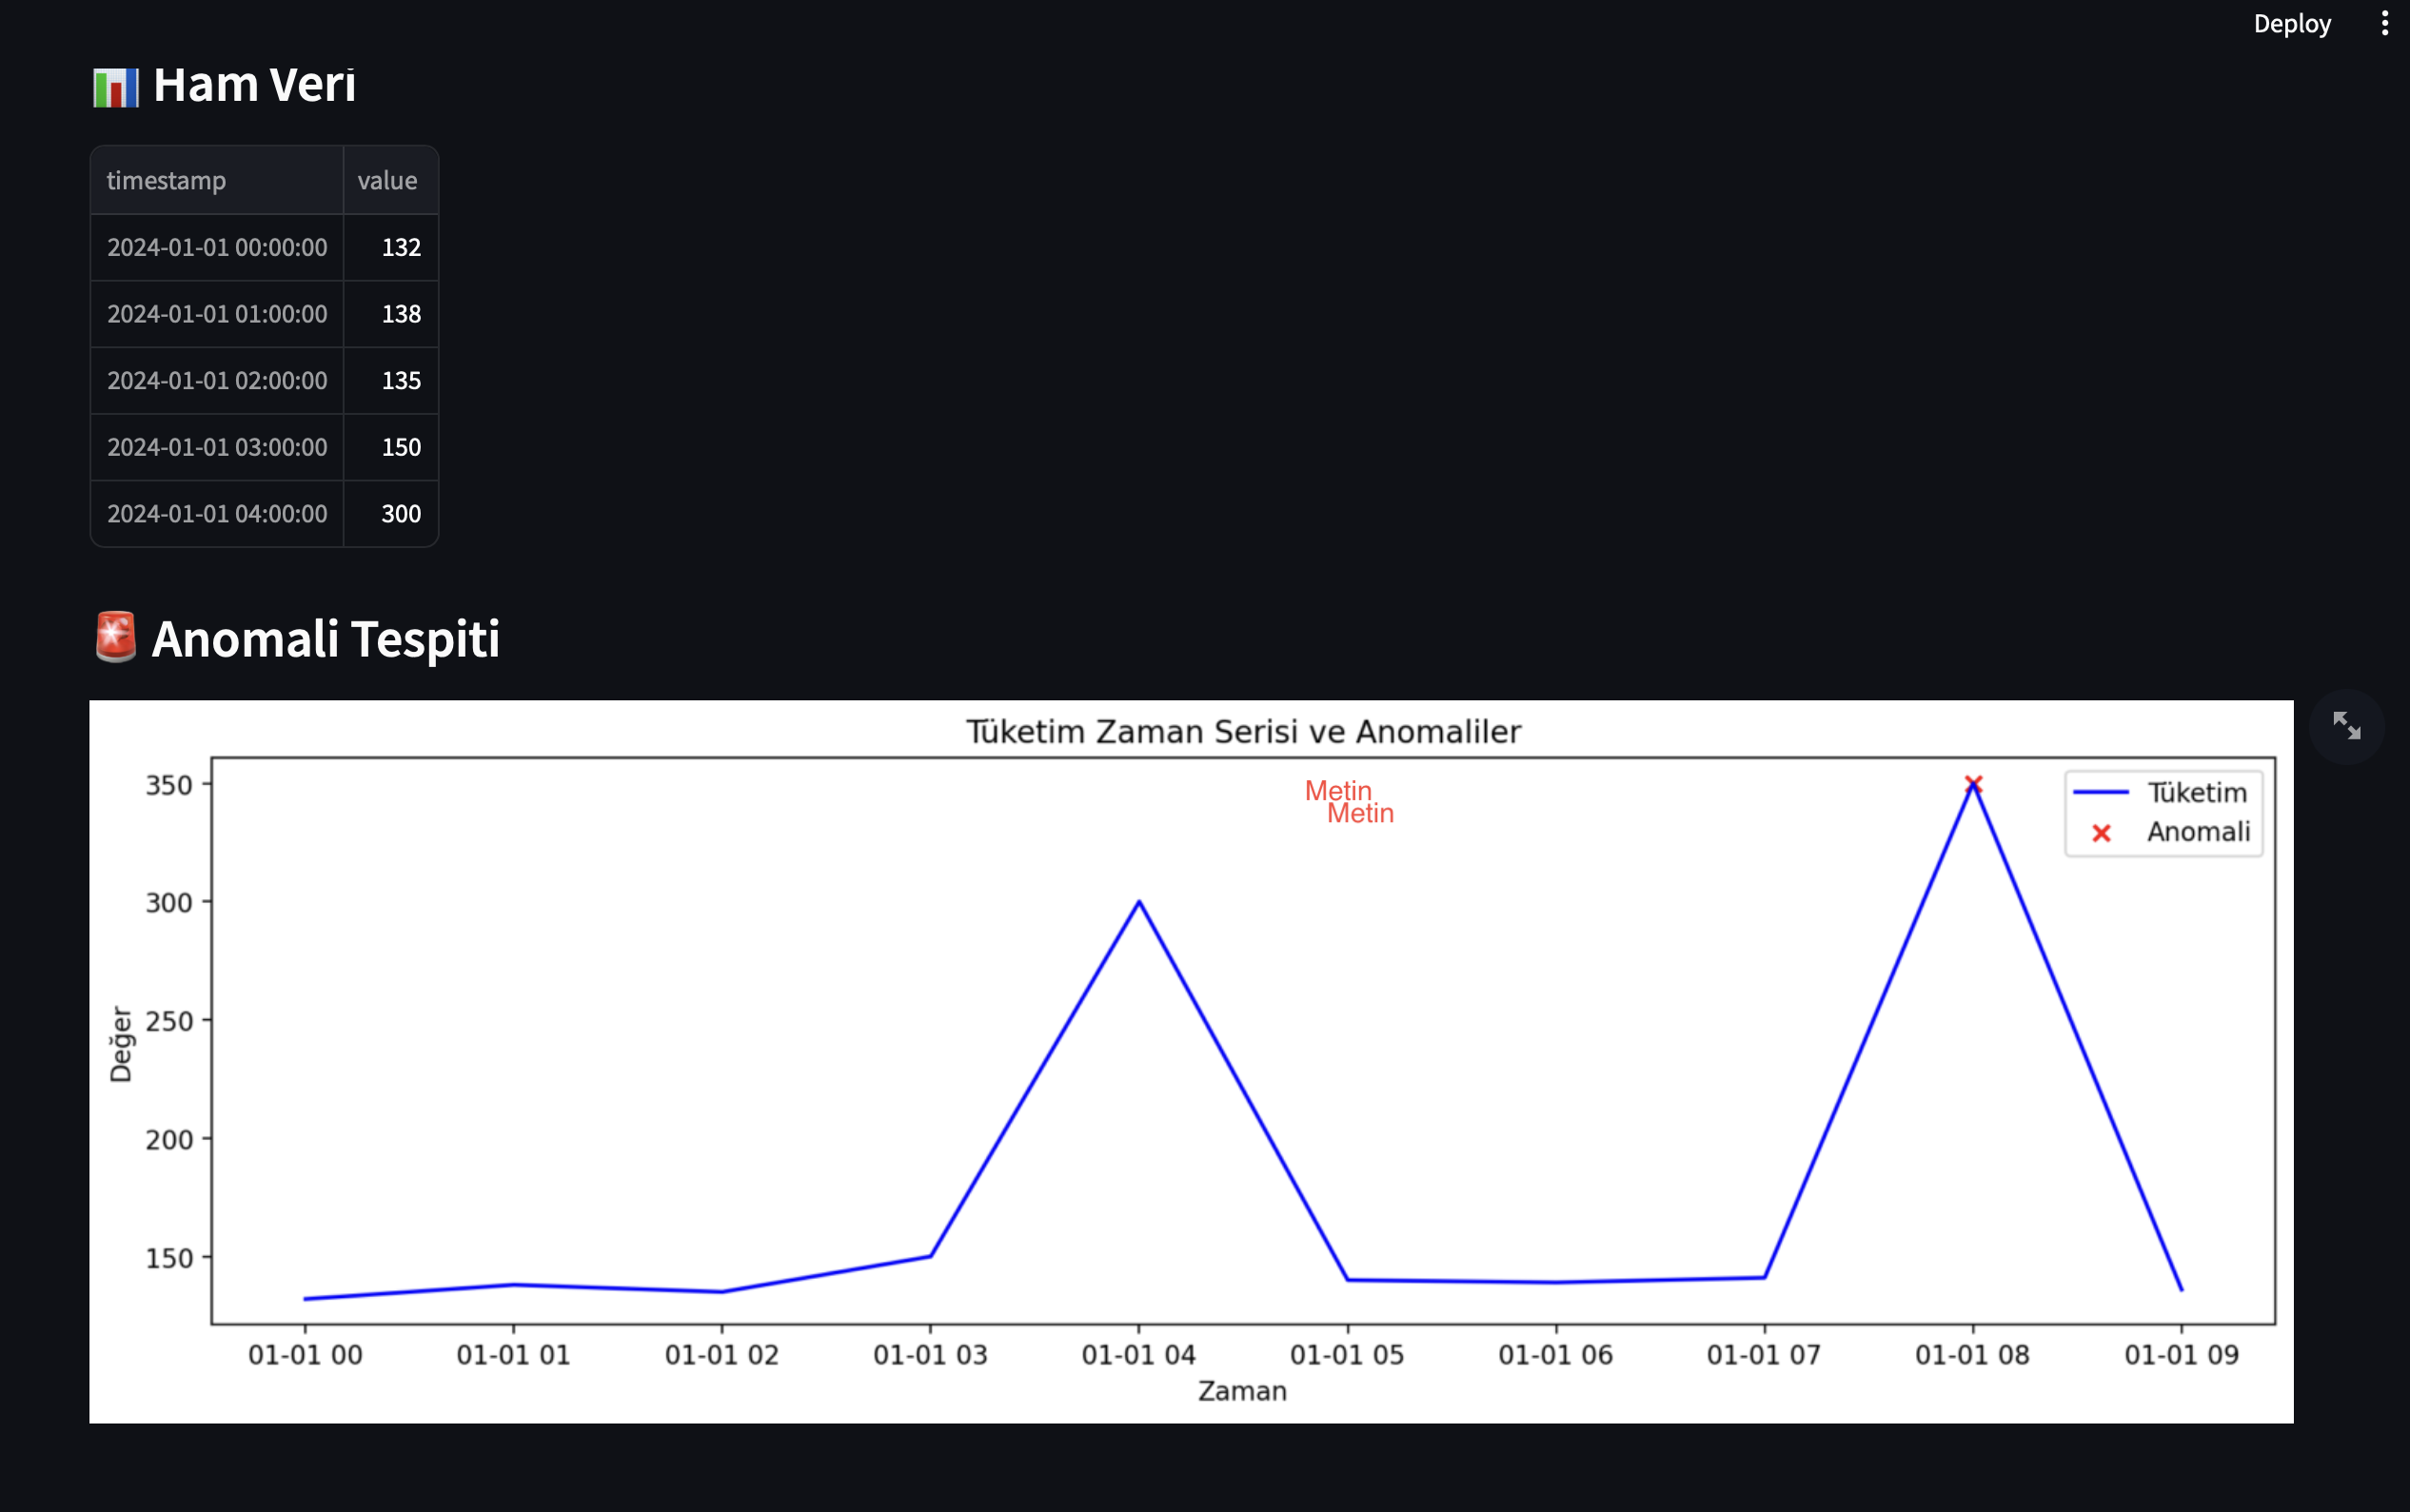 Deploy
Ham Veri
timestamp value
2024-01-01 00:00:00 132
2024-01-01 01:00:00 138
2024-01-01 02:00:00 135
2024-01-01 03:00:00 150
2024-01-01 04:00:00 300
Anomali Tespiti
Tüketim Zaman Serisi ve Anomaliler
Metin
Metin
Tüketim
Anomali
350
300
250
200
150
Değer
01-01 00 01-01 01 01-01 02 01-01 03 01-01 04 01-01 05 01-01 06 01-01 07 01-01 08 01-01 09
Zaman